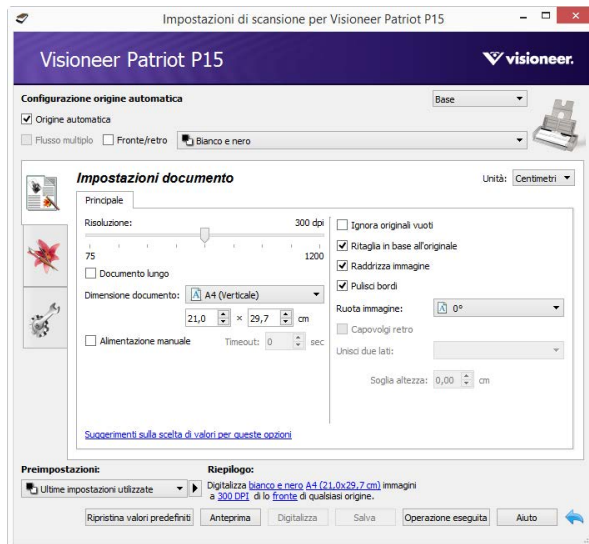 Impostazioni di scansione per Visioneer Patriot P15
Visioneer Patriot P15
visioneer.
Configurazione origine automatica
Base
Origine automatica
Flusso multiplo
Fronte/retro
Bianco e nero
Impostazioni documento
Unità:
Centimetri
Principale
Risoluzione:
300 dpi
75
1200
Documento lungo
Dimensione documento:
A4 (Verticale)
21,0 × 29,7 cm
Alimentazione manuale
Timeout: 0 sec
Ignora originali vuoti
Ritaglia in base all'originale
Raddrizza immagine
Pulisci bordi
Ruota immagine:
0°
Capovolgi retro
Unisci due lati:
Soglia altezza: 0,00 cm
Suggerimenti sulla scelta di valori per queste opzioni
Preimpostazioni:
Ultime impostazioni utilizzate
Riepilogo:
Digitalizza bianco e nero A4 (21,0x29,7 cm) immagini
a 300 DPI di lo fronte di qualsiasi origine.
Ripristina valori predefiniti
Anteprima
Digitalizza
Salva
Operazione eseguita
Aiuto